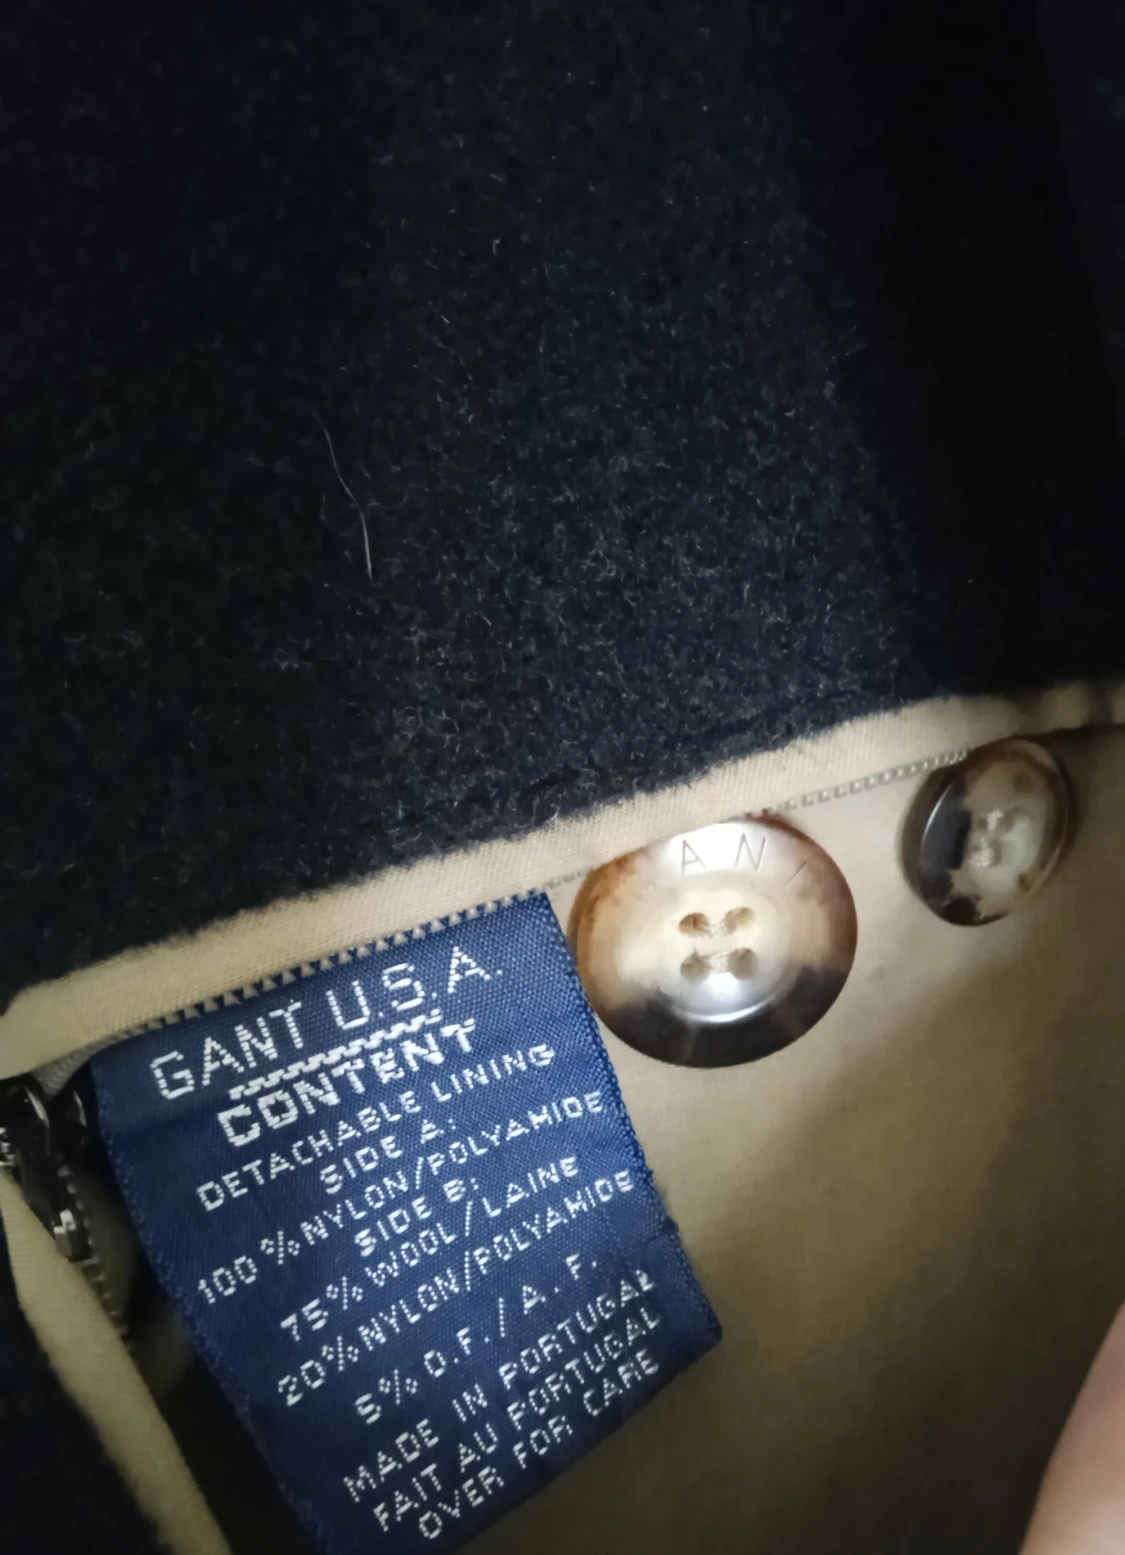 GANT U.S.A.
CONTENT
DETACHABLE LINING
SIDE A:
100%NYLON/POLYAMIDE
SIDE B:
75%WOOL/LAINE
20%NYLON/POLYAMIDE
5% O.F./A.F.
MADE IN PORTUGAL
FAIT AU PORTUGAL
OVER FOR CARE